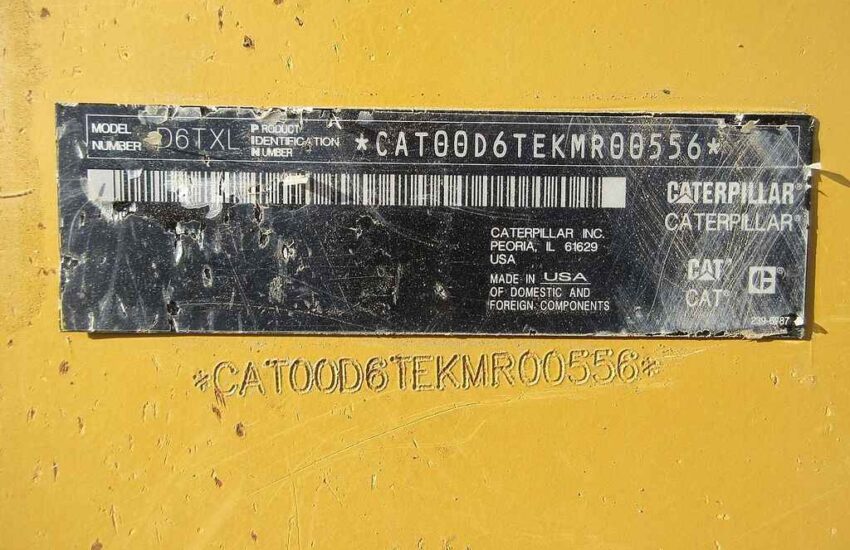 MODEL NUMBER D6TXL PRODUCT IDENTIFICATION NUMBER *CAT00D6TEKMR00556*
CATERPILLAR
CATERPILLAR®
CATERPILLAR INC.
PEORIA, IL 61629
USA
MADE IN USA
OF DOMESTIC AND
FOREIGN COMPONENTS
CAT®
CAT®
*CAT00D6TEKMR00556*